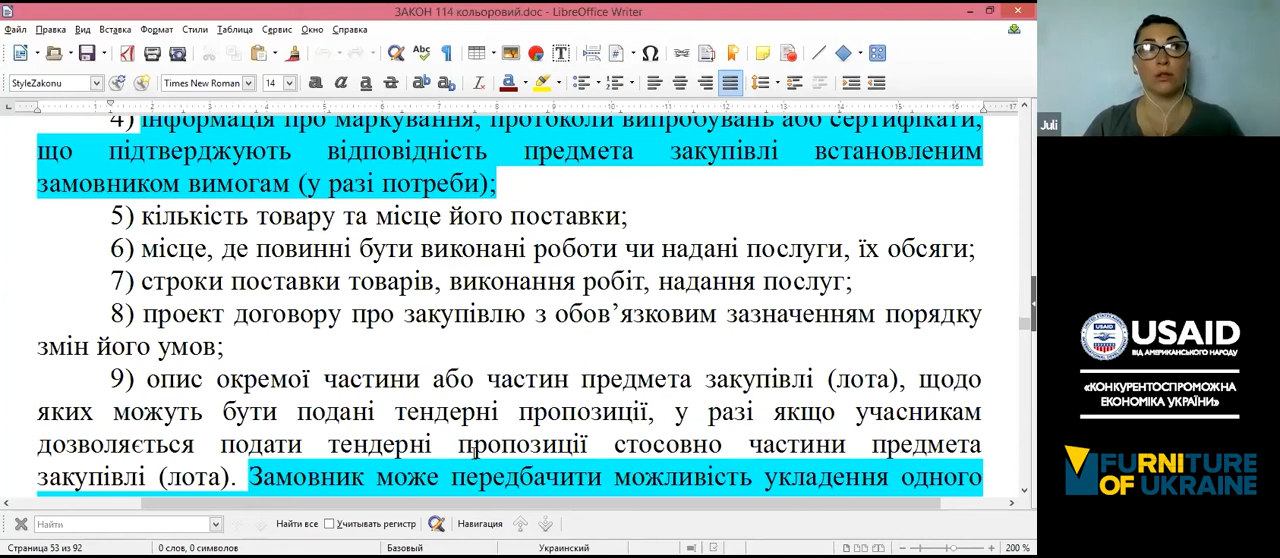 ЗАКОН 114 кольоровий.doc - LibreOffice Writer
Файл Правка Вид Вставка Формат Стили Таблица Сервис Окно Справка
StyleZakonu Times New Roman 14
4) інформація про маркування, протоколи випробувань або сертифікати,
що підтверджують відповідність предмета закупівлі встановленим
замовником вимогам (у разі потреби);
5) кількість товару та місце його поставки;
6) місце, де повинні бути виконані роботи чи надані послуги, їх обсяги;
7) строки поставки товарів, виконання робіт, надання послуг;
8) проект договору про закупівлю з обов’язковим зазначенням порядку
змін його умов;
9) опис окремої частини або частин предмета закупівлі (лота), щодо
яких можуть бути подані тендерні пропозиції, у разі якщо учасникам
дозволяється подати тендерні пропозиції стосовно частини предмета
закупівлі (лота). Замовник може передбачити можливість укладення одного
Найти Найти все Учитывать регистр Навигация
Страница 53 из 92 0 слов, 0 символов Базовый Украинский 200 %
Juli
USAID
ВІД АМЕРИКАНСЬКОГО НАРОДУ
«КОНКУРЕНТОСПРОМОЖНА
ЕКОНОМІКА УКРАЇНИ»
FURNITURE
OF UKRAINE